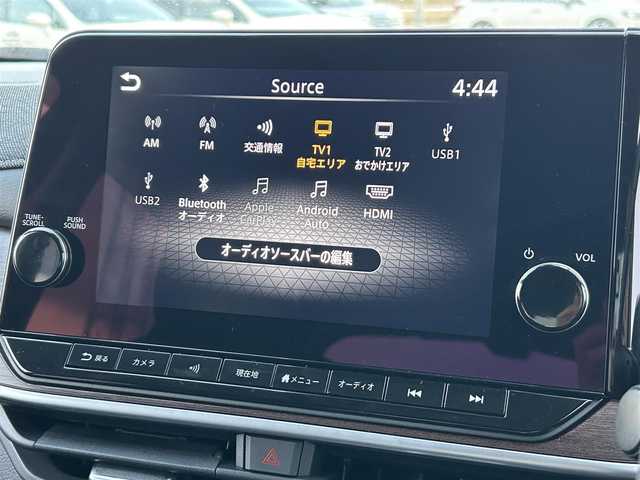 Source
4:44
AM
FM
交通情報
TV1
自宅エリア
TV2
おでかけエリア
USB1
USB2
Bluetooth
オーディオ
Apple
CarPlay
Android
Auto
HDMI
オーディオソースバーの編集
TUNE·
SCROLL
PUSH
SOUND
VOL
戻る
カメラ
現在地
メニュー
オーディオ